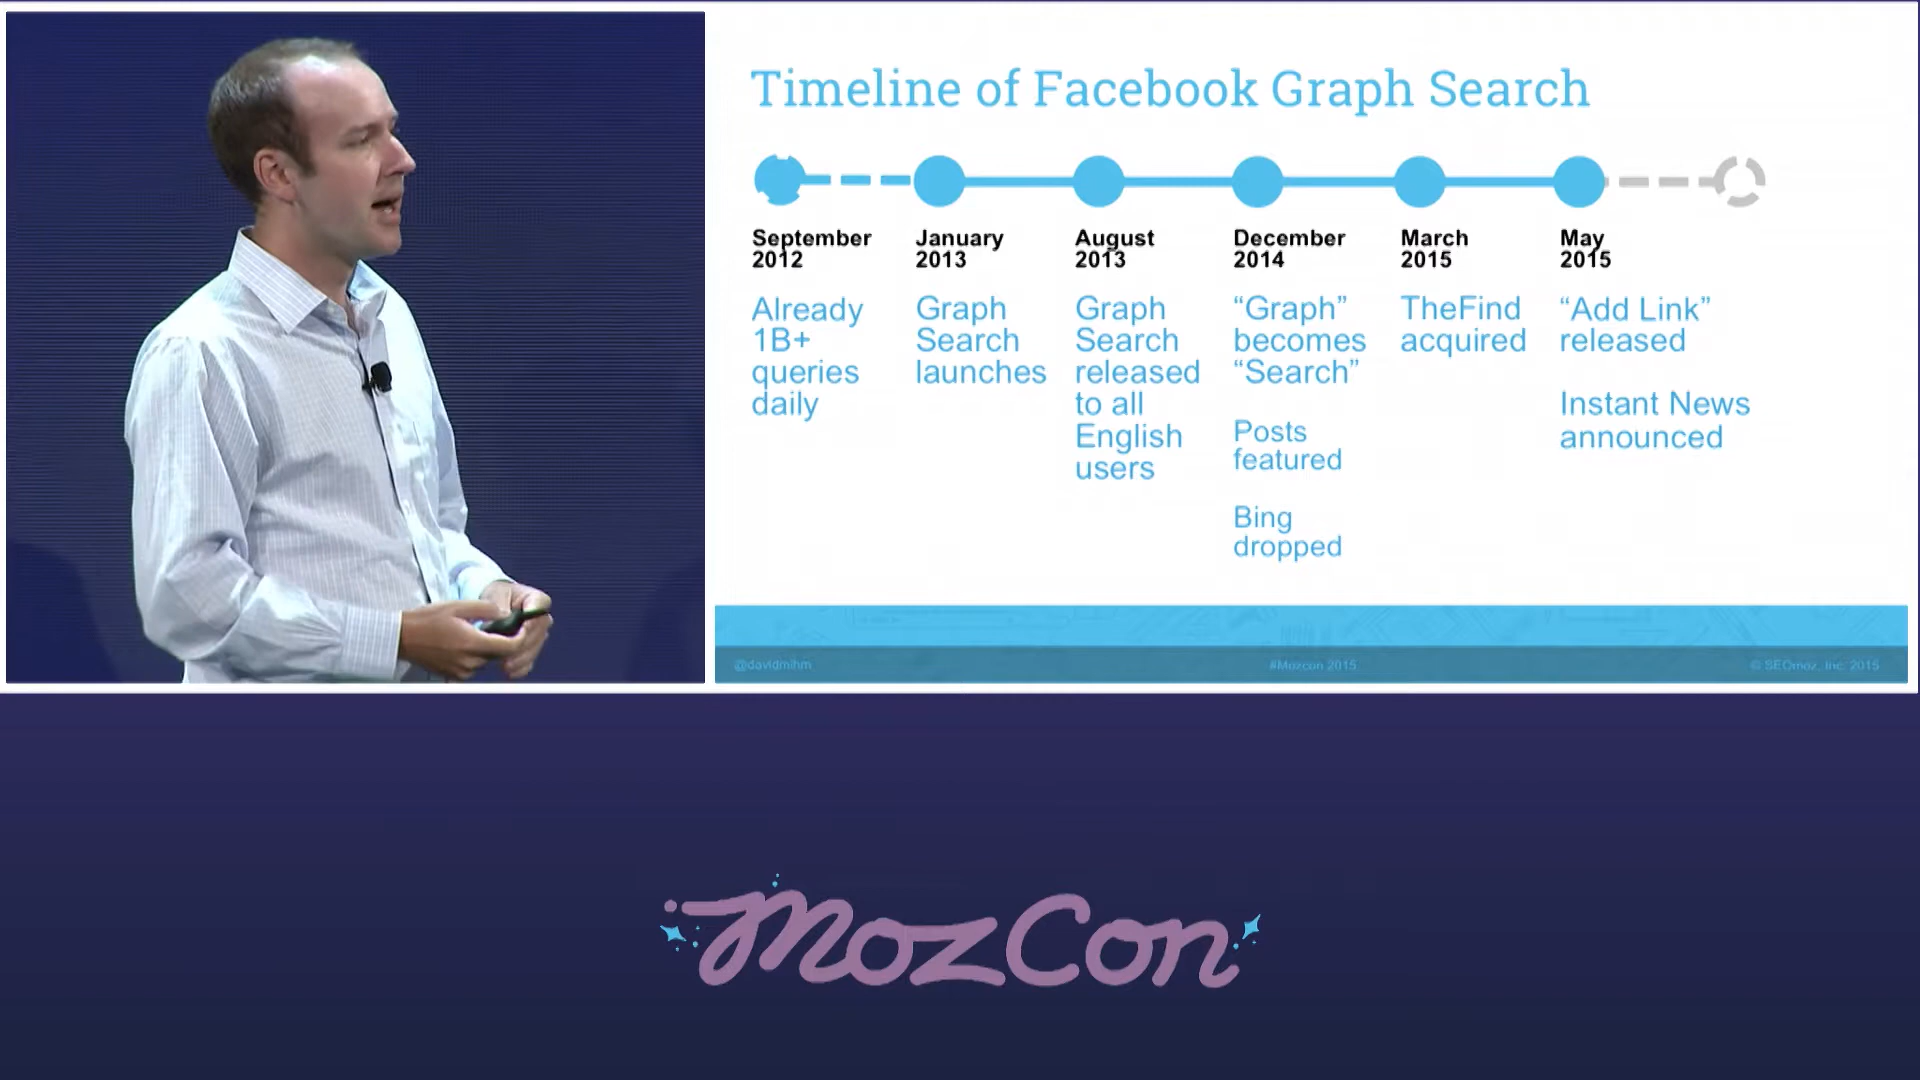 Timeline of Facebook Graph Search
September
2012
Already
1B+
queries
daily
January
2013
Graph
Search
launches
August
2013
Graph
Search
released
to all
English
users
December
2014
“Graph”
becomes
“Search”
Posts
featured
Bing
dropped
March
2015
TheFind
acquired
May
2015
“Add Link”
released
Instant News
announced
@davidmihm
#Mozcon 2015
© SEOmoz, Inc. 2015
MozCon